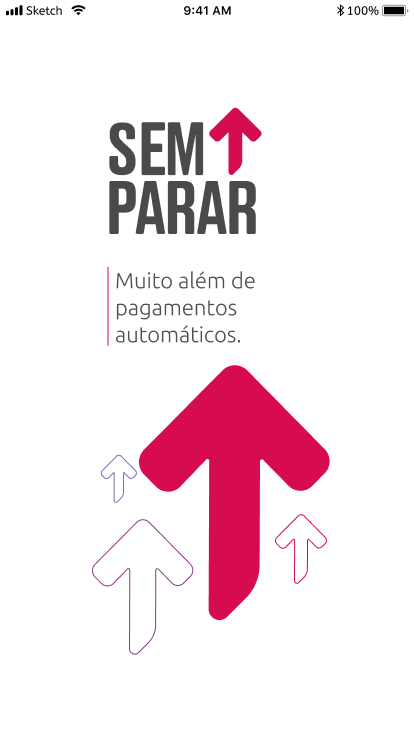 Sketch 9:41 AM 100%
SEM
PARAR
Muito além de
pagamentos
automáticos.